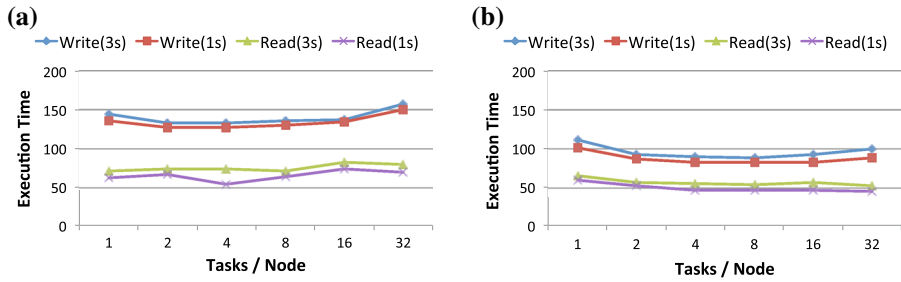 (a)
Write(3s) Write(1s) Read(3s) Read(1s)
200
150
100
50
0
Execution Time
1 2 4 8 16 32
Tasks / Node
(b)
Write(3s) Write(1s) Read(3s) Read(1s)
200
150
100
50
0
Execution Time
1 2 4 8 16 32
Tasks / Node